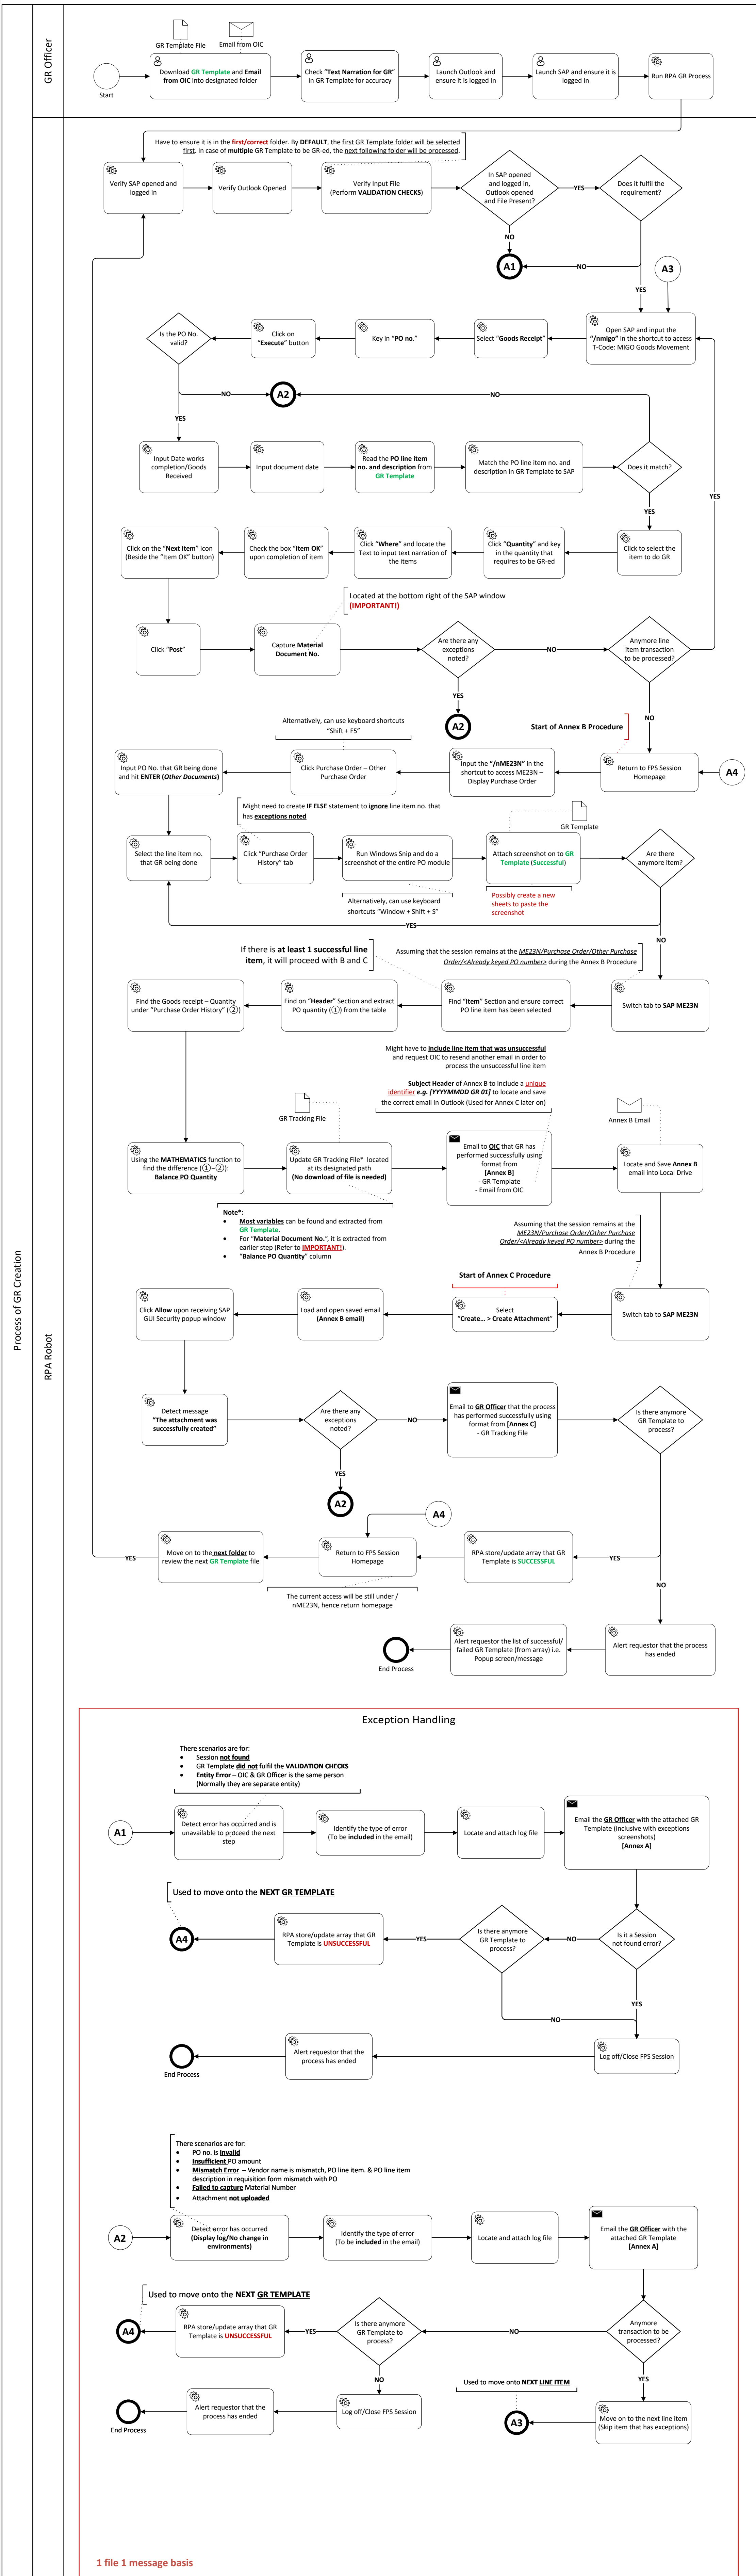 Process of GR Creation
GR Officer
RPA Robot
GR Template File
Email from OIC
Start
Download GR Template and Email
from OIC into designated folder
Check "Text Narration for GR"
in GR Template for accuracy
Launch Outlook and
ensure it is logged in
Launch SAP and ensure it is
logged In
Run RPA GR Process
Have to ensure it is in the first/correct folder. By DEFAULT, the first GR Template folder will be selected
first. In case of multiple GR Template to be GR-ed, the next following folder will be processed.
Verify SAP opened and
logged in
Verify Outlook Opened
Verify Input File
(Perform VALIDATION CHECKS)
In SAP opened
and logged in,
Outlook opened
and File Present?
YES
Does it fulfil the
requirement?
NO
A1
NO
YES
A3
Is the PO No.
valid?
Click on
"Execute" button
Key in "PO no."
Select "Goods Receipt"
Open SAP and input the
"/nmigo" in the shortcut to access
T-Code: MIGO Goods Movement
NO
A2
NO
YES
Input Date works
completion/Goods
Received
Input document date
Read the PO line item
no. and description from
GR Template
Match the PO line item no. and
description in GR Template to SAP
Does it match?
YES
YES
Click on the "Next Item" icon
(Beside the "Item OK" button)
Check the box "Item OK"
upon completion of item
Click "Where" and locate the
Text to input text narration of
the items
Click "Quantity" and key
in the quantity that
requires to be GR-ed
Click to select the
item to do GR
Located at the bottom right of the SAP window
(IMPORTANT!)
Click "Post"
Capture Material
Document No.
Are there any
exceptions
noted?
NO
Anymore line
item transaction
to be processed?
YES
A2
NO
Start of Annex B Procedure
Alternatively, can use keyboard shortcuts
"Shift + F5"
Input PO No. that GR being done
and hit ENTER (Other Documents)
Click Purchase Order – Other
Purchase Order
Input the "/nME23N" in the
shortcut to access ME23N –
Display Purchase Order
Return to FPS Session
Homepage
A4
Might need to create IF ELSE statement to ignore line item no. that
has exceptions noted
GR Template
Select the line item no.
that GR being done
Click "Purchase Order
History" tab
Run Windows Snip and do a
screenshot of the entire PO module
Attach screenshot on to GR
Template (Successful)
Are there
anymore item?
Alternatively, can use keyboard
shortcuts "Window + Shift + S"
Possibly create a new
sheets to paste the
screenshot
YES
NO
If there is at least 1 successful line
item, it will proceed with B and C
Assuming that the session remains at the ME23N/Purchase Order/Other Purchase
Order/<Already keyed PO number> during the Annex B Procedure
Find the Goods receipt – Quantity
under "Purchase Order History" (②)
Find on "Header" Section and extract
PO quantity (①) from the table
Find "Item" Section and ensure correct
PO line item has been selected
Switch tab to SAP ME23N
Might have to include line item that was unsuccessful
and request OIC to resend another email in order to
process the unsuccessful line item
Subject Header of Annex B to include a unique
identifier e.g. [YYYYMMDD GR 01] to locate and save
the correct email in Outlook (Used for Annex C later on)
GR Tracking File
Annex B Email
Using the MATHEMATICS function to
find the difference (①–②):
Balance PO Quantity
Update GR Tracking File* located
at its designated path
(No download of file is needed)
Email to OIC that GR has
performed successfully using
format from
[Annex B]
- GR Template
- Email from OIC
Locate and Save Annex B
email into Local Drive
Note*:
• Most variables can be found and extracted from
GR Template.
• For "Material Document No.", it is extracted from
earlier step (Refer to IMPORTANT!).
• "Balance PO Quantity" column
Assuming that the session remains at the
ME23N/Purchase Order/Other Purchase
Order/<Already keyed PO number> during the
Annex B Procedure
Start of Annex C Procedure
Click Allow upon receiving SAP
GUI Security popup window
Load and open saved email
(Annex B email)
Select
"Create… > Create Attachment"
Switch tab to SAP ME23N
Detect message
"The attachment was
successfully created"
Are there any
exceptions
noted?
NO
Email to GR Officer that the process
has performed successfully using
format from [Annex C]
- GR Tracking File
Is there anymore
GR Template to
process?
YES
A2
A4
YES
Move on to the next folder to
review the next GR Template file
Return to FPS Session
Homepage
RPA store/update array that GR
Template is SUCCESSFUL
YES
The current access will be still under /
nME23N, hence return homepage
NO
End Process
Alert requestor the list of successful/
failed GR Template (from array) i.e.
Popup screen/message
Alert requestor that the process
has ended
Exception Handling
There scenarios are for:
• Session not found
• GR Template did not fulfil the VALIDATION CHECKS
• Entity Error – OIC & GR Officer is the same person
(Normally they are separate entity)
A1
Detect error has occurred and is
unavailable to proceed the next
step
Identify the type of error
(To be included in the email)
Locate and attach log file
Email the GR Officer with the attached GR
Template (inclusive with exceptions
screenshots)
[Annex A]
Used to move onto the NEXT GR TEMPLATE
A4
RPA store/update array that GR
Template is UNSUCCESSFUL
YES
Is there anymore
GR Template to
process?
NO
Is it a Session
not found error?
YES
NO
End Process
Alert requestor that the
process has ended
Log off/Close FPS Session
There scenarios are for:
• PO no. is Invalid
• Insufficient PO amount
• Mismatch Error – Vendor name is mismatch, PO line item. & PO line item
description in requisition form mismatch with PO
• Failed to capture Material Number
• Attachment not uploaded
A2
Detect error has occurred
(Display log/No change in
environments)
Identify the type of error
(To be included in the email)
Locate and attach log file
Email the GR Officer with the
attached GR Template
[Annex A]
Used to move onto the NEXT GR TEMPLATE
A4
RPA store/update array that GR
Template is UNSUCCESSFUL
YES
Is there anymore
GR Template to
process?
NO
Anymore
transaction to be
processed?
NO
YES
Used to move onto NEXT LINE ITEM
End Process
Alert requestor that the
process has ended
Log off/Close FPS Session
A3
Move on to the next line item
(Skip item that has exceptions)
1 file 1 message basis